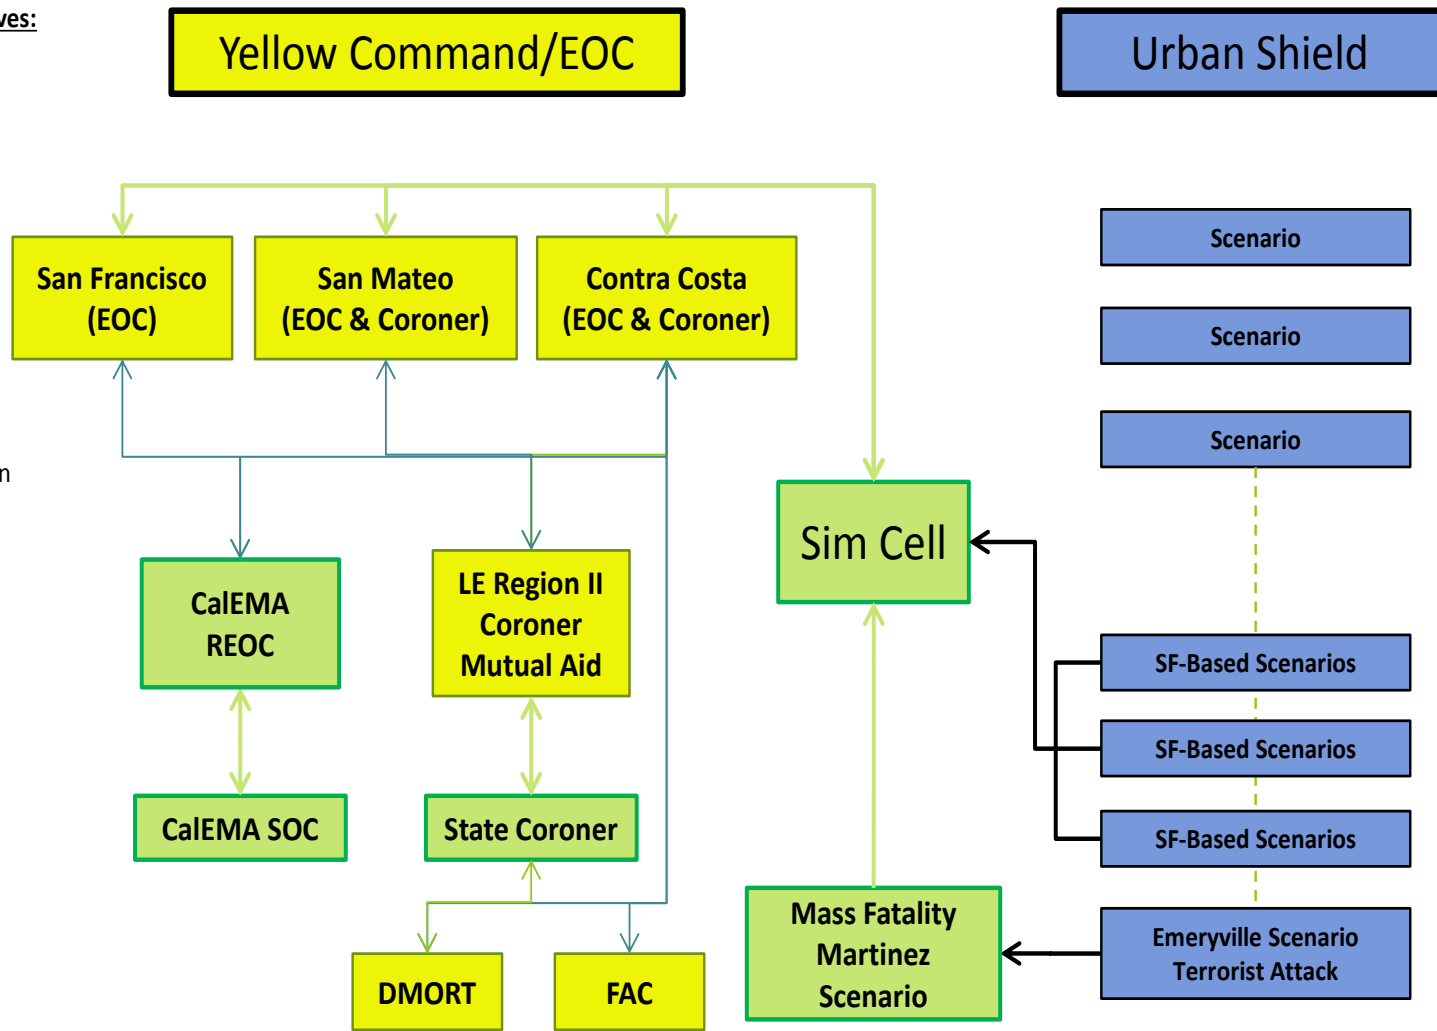 ves:
Yellow Command/EOC
Urban Shield
San Francisco
(EOC)
San Mateo
(EOC & Coroner)
Contra Costa
(EOC & Coroner)
Scenario
Scenario
Scenario
n
Sim Cell
CalEMA
REOC
LE Region II
Coroner
Mutual Aid
SF-Based Scenarios
SF-Based Scenarios
SF-Based Scenarios
CalEMA SOC
State Coroner
Mass Fatality
Martinez
Scenario
Emeryville Scenario
Terrorist Attack
DMORT
FAC